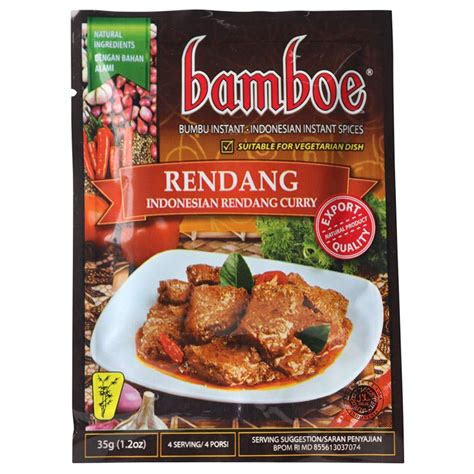 NATURAL
INGREDIENTS
DENGAN BAHAN
ALAMI
bamboe®
BUMBU INSTANT • INDONESIAN INSTANT SPICES
SUITABLE FOR VEGETARIAN DISH
RENDANG
INDONESIAN RENDANG CURRY
EXPORT
NATURAL PRODUCT
QUALITY
35g (1.2oz)
4 SERVING/ 4 PORSI
SERVING SUGGESTION/SARAN PENYAJIAN
BPOM RI MD 855613037074